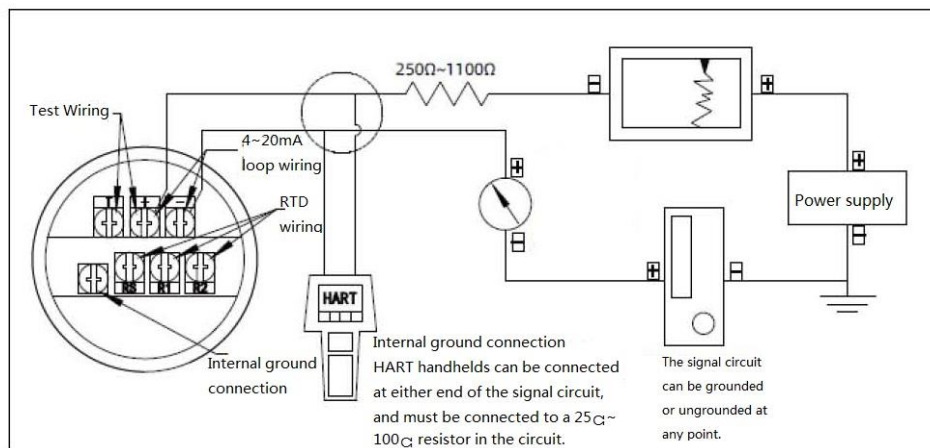 250Ω~1100Ω
Test Wiring
4~20mA
loop wiring
RTD
wiring
T + −
RS R1 R2
+
−
−
+
+
−
Power supply
+
−
HART
Internal ground
connection
Internal ground connection
HART handhelds can be connected
at either end of the signal circuit,
and must be connected to a 25Ω~
100Ω resistor in the circuit.
The signal circuit
can be grounded
or ungrounded at
any point.